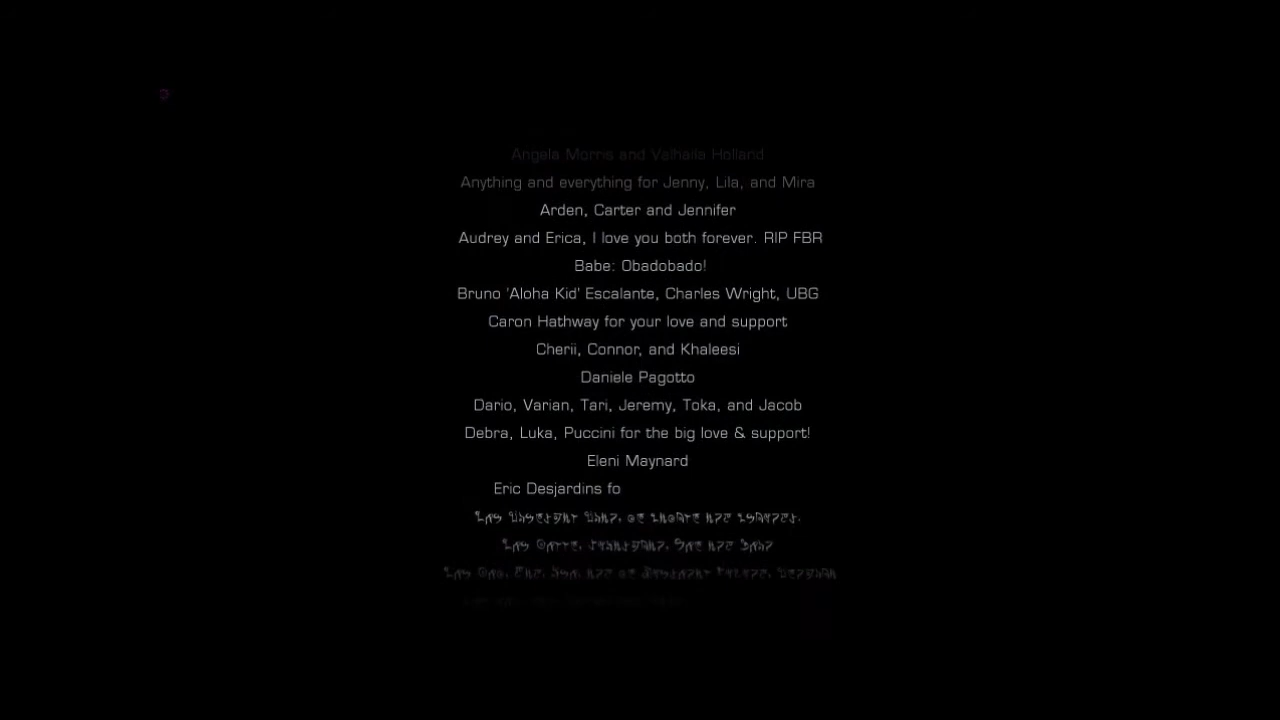 Angela Morris and Valhalla Holland
Anything and everything for Jenny, Lila, and Mira
Arden, Carter and Jennifer
Audrey and Erica, I love you both forever. RIP FBR
Babe: Obadobado!
Bruno 'Aloha Kid' Escalante, Charles Wright, UBG
Caron Hathway for your love and support
Cherii, Connor, and Khaleesi
Daniele Pagotto
Dario, Varian, Tari, Jeremy, Toka, and Jacob
Debra, Luka, Puccini for the big love & support!
Eleni Maynard
Eric Desjardins fo